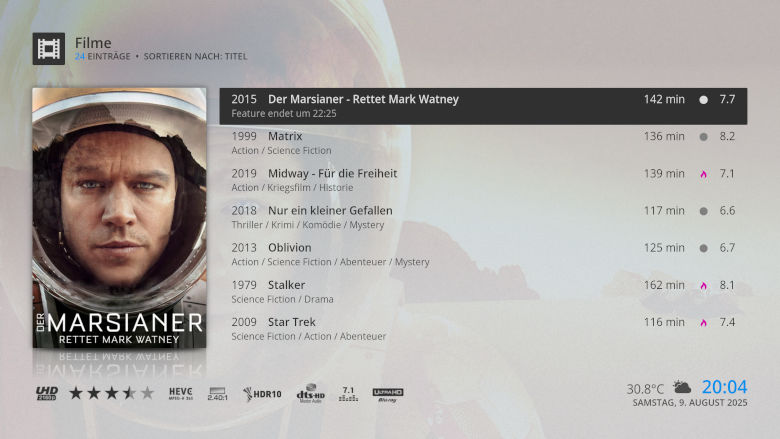 Filme
24 EINTRÄGE • SORTIEREN NACH: TITEL
2015 Der Marsianer - Rettet Mark Watney 142 min 7.7
Feature endet um 22:25
1999 Matrix 136 min 8.2
Action / Science Fiction
2019 Midway - Für die Freiheit 139 min 7.1
Action / Kriegsfilm / Historie
2018 Nur ein kleiner Gefallen 117 min 6.6
Thriller / Krimi / Komödie / Mystery
2013 Oblivion 125 min 6.7
Action / Science Fiction / Abenteuer / Mystery
1979 Stalker 162 min 8.1
Science Fiction / Drama
2009 Star Trek 116 min 7.4
Science Fiction / Action / Abenteuer
DER MARSIANER
RETTET MARK WATNEY
UHD 2160p HEVC MPEG-H 265 2.40:1 HDR10 dts-HD Master Audio 7.1 ULTRA HD Blu-ray
30.8°C 20:04
SAMSTAG, 9. AUGUST 2025